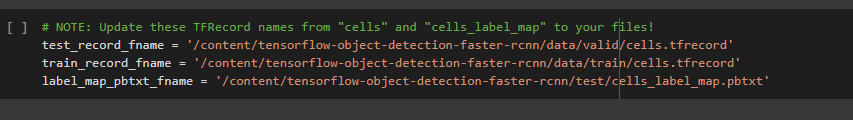 [ ] # NOTE: Update these TFRecord names from "cells" and "cells_label_map" to your files!
test_record_fname = '/content/tensorflow-object-detection-faster-rcnn/data/valid/cells.tfrecord'
train_record_fname = '/content/tensorflow-object-detection-faster-rcnn/data/train/cells.tfrecord'
label_map_pbtxt_fname = '/content/tensorflow-object-detection-faster-rcnn/test/cells_label_map.pbtxt'